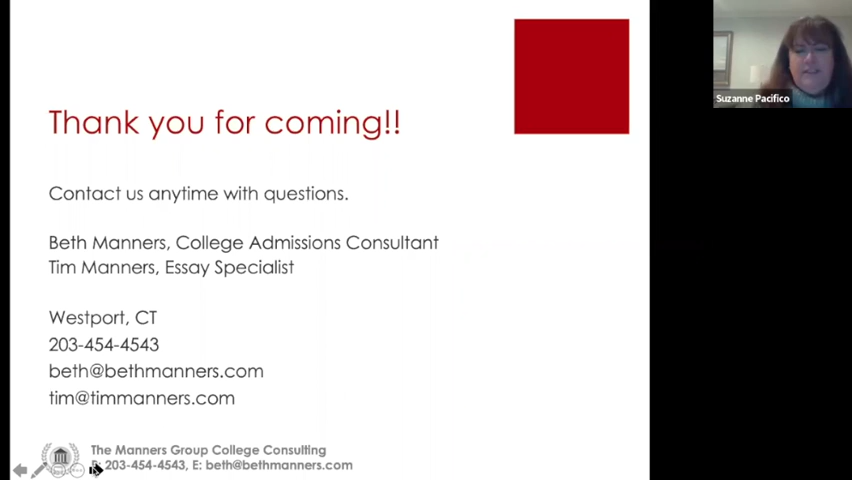 Thank you for coming!!
Contact us anytime with questions.
Beth Manners, College Admissions Consultant
Tim Manners, Essay Specialist
Westport, CT
203-454-4543
beth@bethmanners.com
tim@timmanners.com
The Manners Group College Consulting
203-454-4543, E: beth@bethmanners.com
Suzanne Pacifico